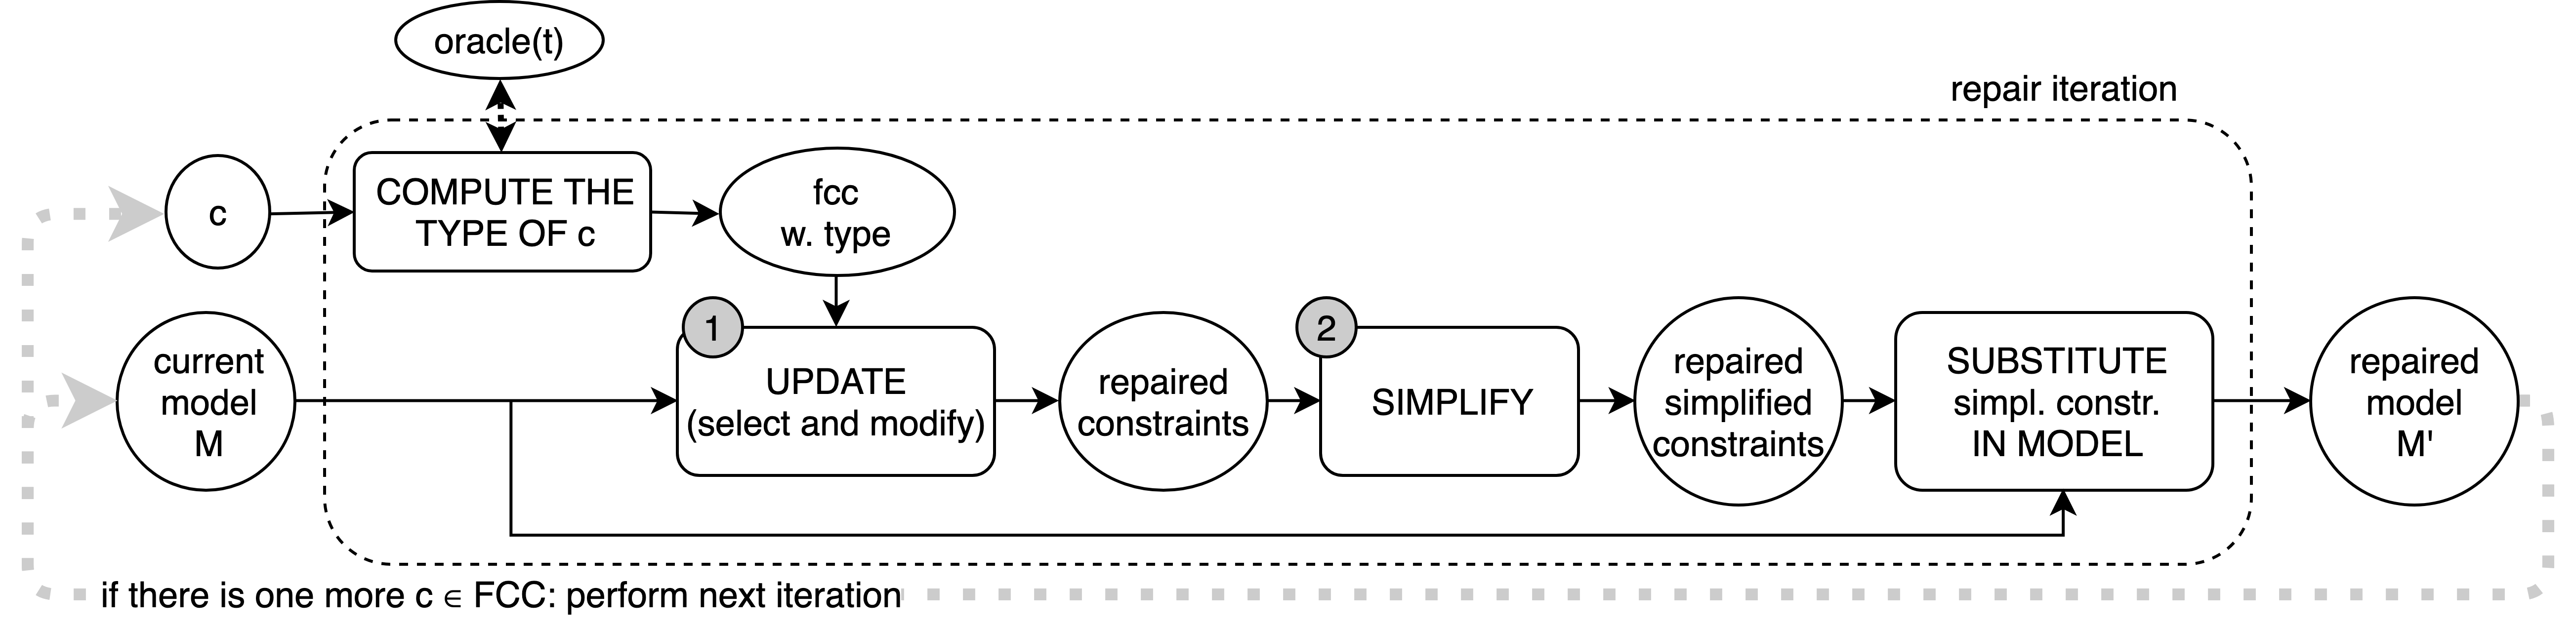 oracle(t)
repair iteration
c
COMPUTE THE
TYPE OF c
fcc
w. type
current
model
M
1
UPDATE
(select and modify)
repaired
constraints
2
SIMPLIFY
repaired
simplified
constraints
SUBSTITUTE
simpl. constr.
IN MODEL
repaired
model
M'
if there is one more c ∈ FCC: perform next iteration